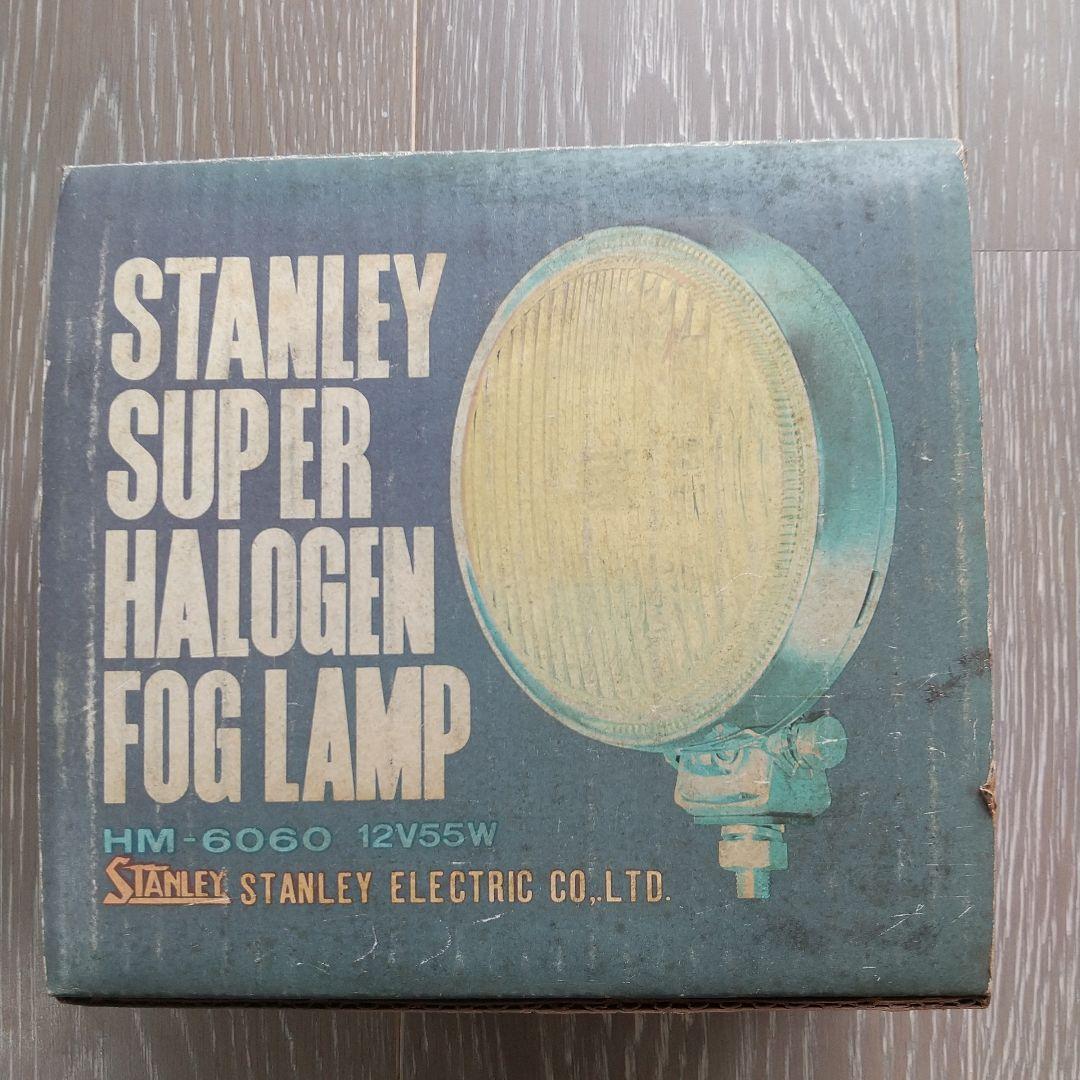 STANLEY
SUPER
HALOGEN
FOG LAMP
HM-6060 12V55W
STANLEY STANLEY ELECTRIC CO,.LTD.